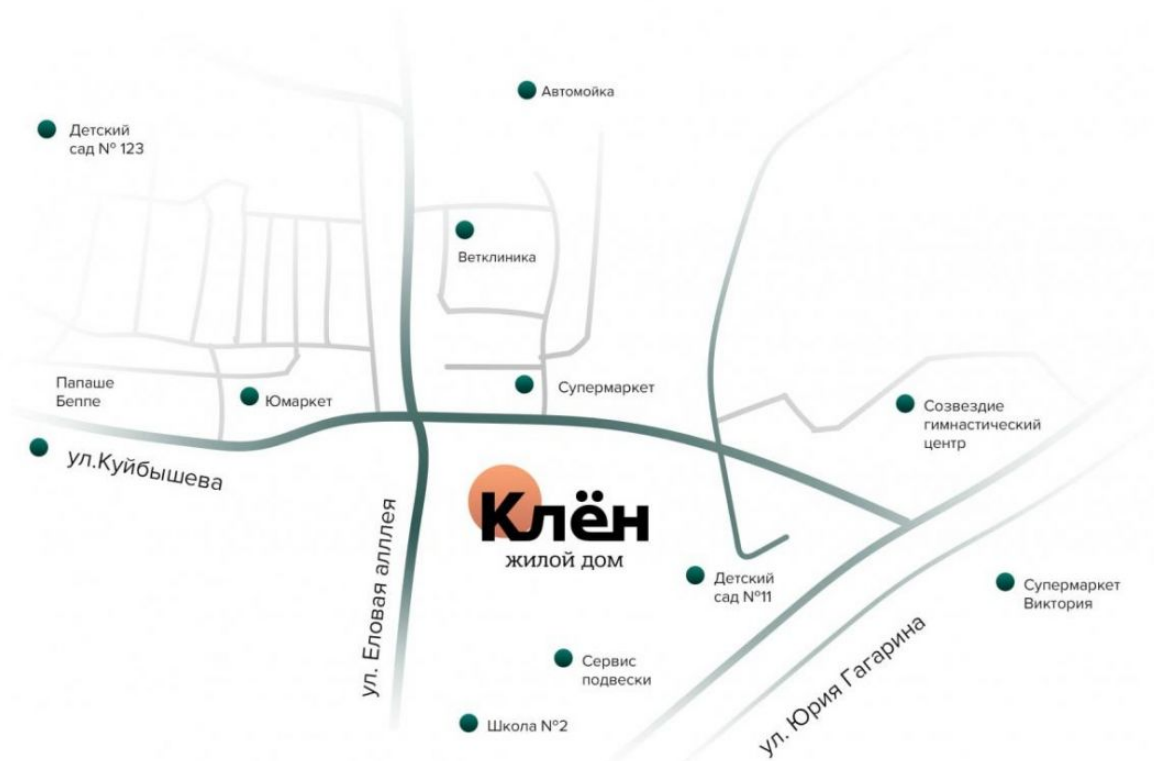 Автомойка
Детский
сад № 123
Ветклиника
Папаше
Беппе
Юмаркет
Супермаркет
Созвездие
гимнастический
центр
ул.Куйбышева
Клён
жилой дом
ул. Еловая алллея
Детский
сад №11
Супермаркет
Виктория
Сервис
подвески
ул. Юрия Гагарина
Школа №2